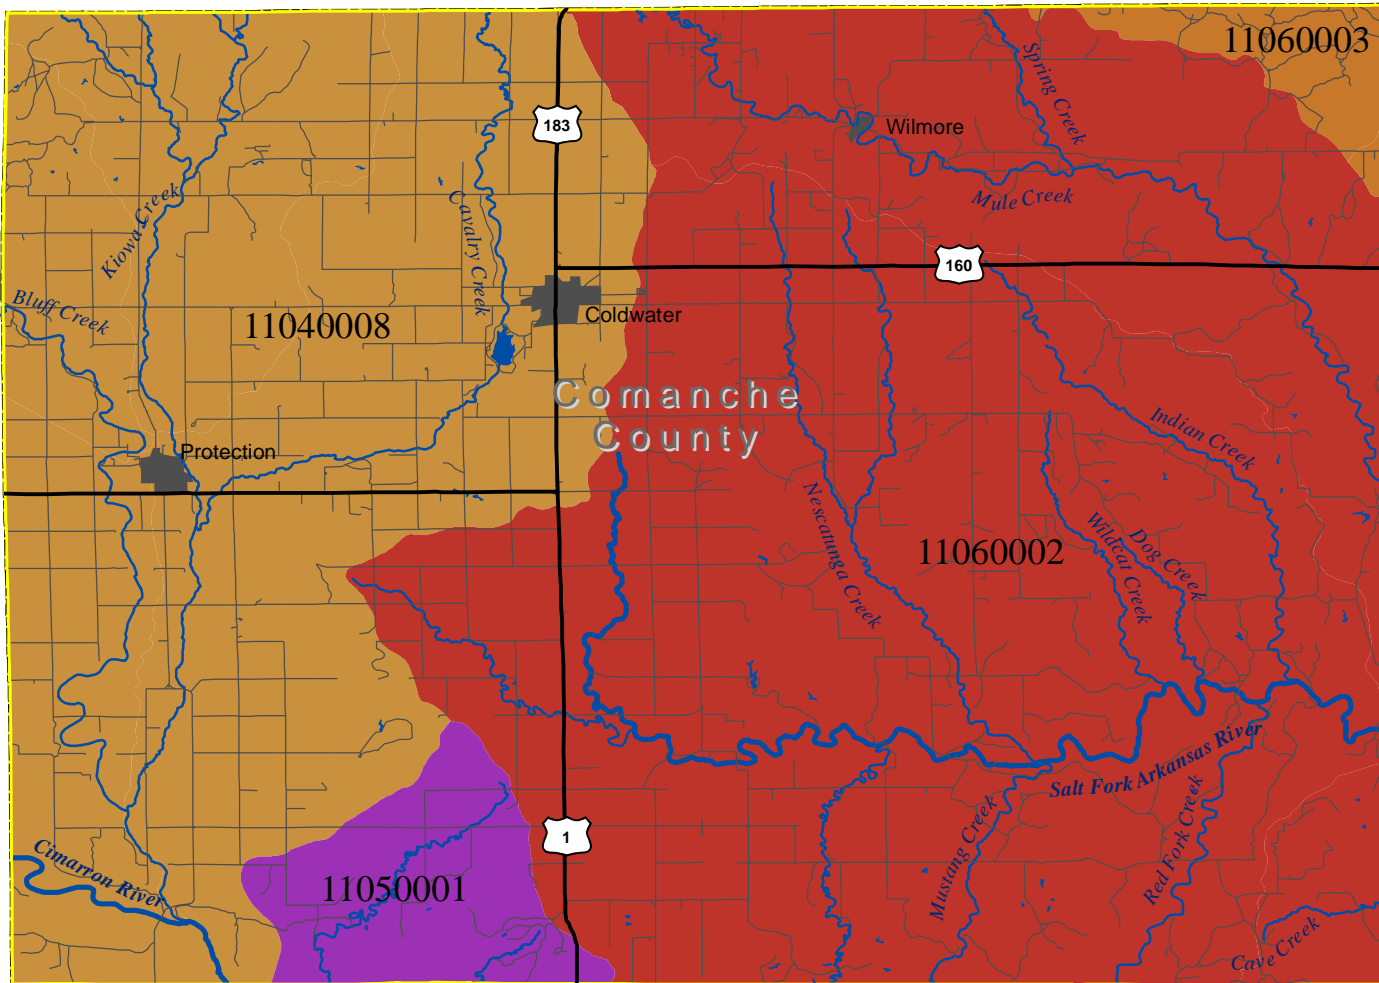 11060003
Spring Creek
183
Wilmore
Mule Creek
Kiowa Creek
Cavalry Creek
160
Bluff Creek
11040008
Coldwater
Comanche
County
Indian Creek
Protection
Nescatunga Creek
11060002
Wildcat Creek
Dog Creek
Salt Fork Arkansas River
Red Fork Creek
Mustang Creek
1
Cimarron River
11050001
Cave Creek